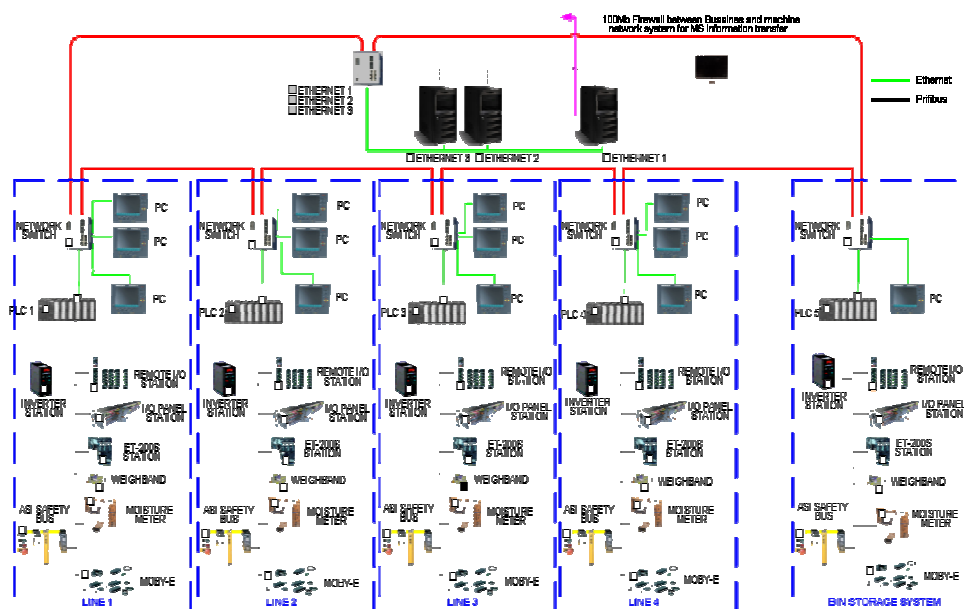 100Mb Firewall between Bussines and machine
network system for MS information transfer
Ethernet
Prifibus
ETHERNET 1
ETHERNET 2
ETHERNET 3
ETHERNET 3
ETHERNET 2
ETHERNET 1
NETWORK
SWITCH
PC
PC
PC
PLC 1
INVERTER
STATION
REMOTE I/O
STATION
I/O PANEL
STATION
ET-200S
STATION
WEIGHBAND
ASI SAFETY
BUS
MOISTURE
METER
MOBY-E
LINE 1
NETWORK
SWITCH
PC
PC
PC
PLC 2
INVERTER
STATION
REMOTE I/O
STATION
I/O PANEL
STATION
ET-200S
STATION
WEIGHBAND
ASI SAFETY
BUS
MOISTURE
METER
MOBY-E
LINE 2
NETWORK
SWITCH
PC
PC
PC
PLC 3
INVERTER
STATION
REMOTE I/O
STATION
I/O PANEL
STATION
ET-200S
STATION
WEIGHBAND
ASI SAFETY
BUS
MOISTURE
METER
MOBY-E
LINE 3
NETWORK
SWITCH
PC
PC
PC
PLC 4
INVERTER
STATION
REMOTE I/O
STATION
I/O PANEL
STATION
ET-200S
STATION
WEIGHBAND
ASI SAFETY
BUS
MOISTURE
METER
MOBY-E
LINE 4
NETWORK
SWITCH
PC
PLC 5
INVERTER
STATION
REMOTE I/O
STATION
I/O PANEL
STATION
ET-200S
STATION
WEIGHBAND
ASI SAFETY
BUS
MOISTURE
METER
MOBY-E
BIN STORAGE SYSTEM